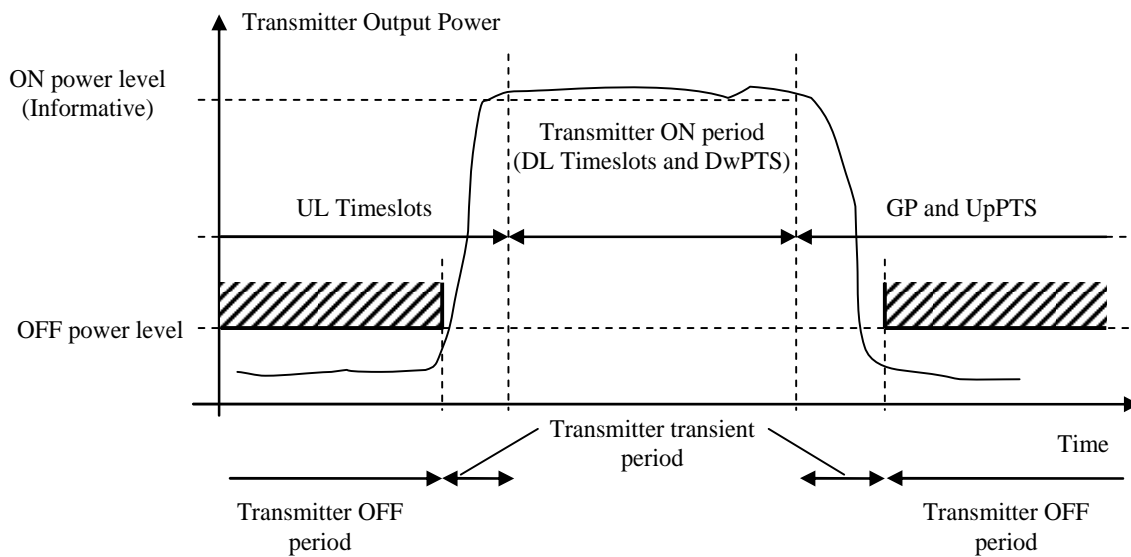 Transmitter Output Power
ON power level
(Informative)
Transmitter ON period
(DL Timeslots and DwPTS)
UL Timeslots
GP and UpPTS
OFF power level
Transmitter transient
period
Time
Transmitter OFF
period
Transmitter OFF
period